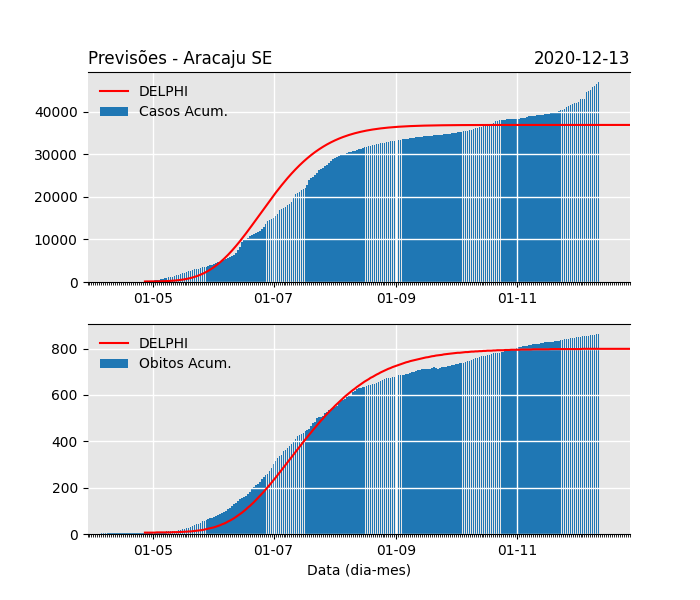 Previsões - Aracaju SE 2020-12-13
DELPHI
Casos Acum.
40000
30000
20000
10000
0
01-05 01-07 01-09 01-11
DELPHI
Obitos Acum.
800
600
400
200
0
01-05 01-07 01-09 01-11
Data (dia-mes)